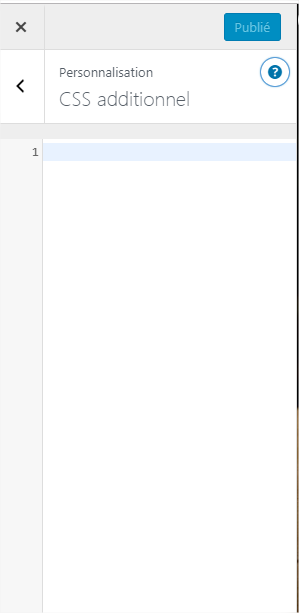 Publié
Personnalisation
CSS additionnel
1